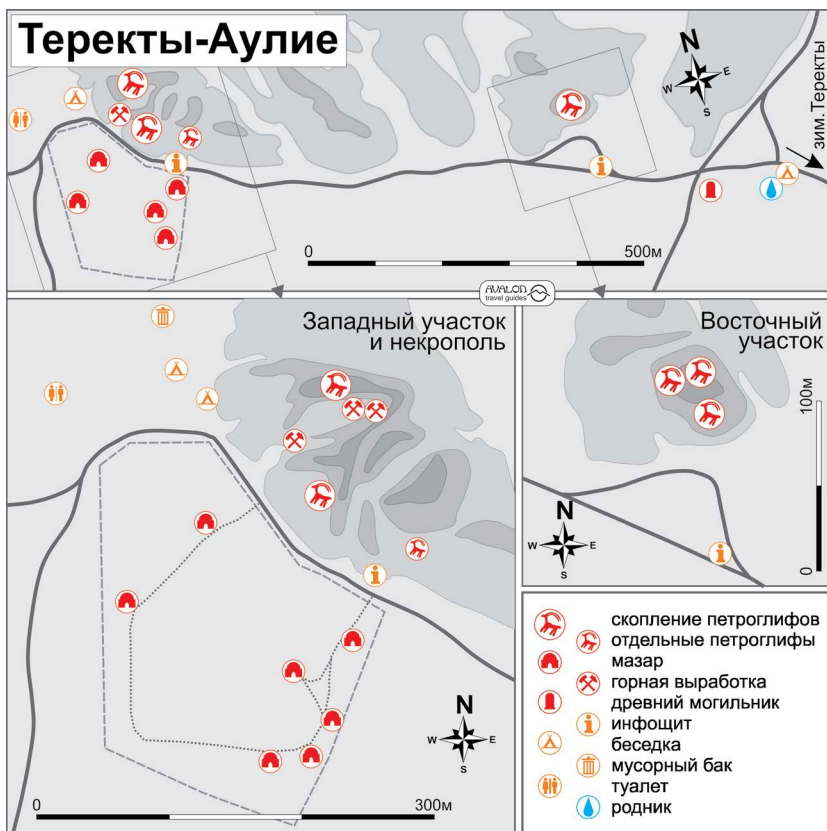 Теректы-Аулие
N
W
E
S
зим. Теректы
0
500м
AVALON
travel guides
Западный участок
и некрополь
N
W
E
S
0
300м
Восточный
участок
100м
0
N
W
E
S
скопление петроглифов
отдельные петроглифы
мазар
горная выработка
древний могильник
инфощит
беседка
мусорный бак
туалет
родник